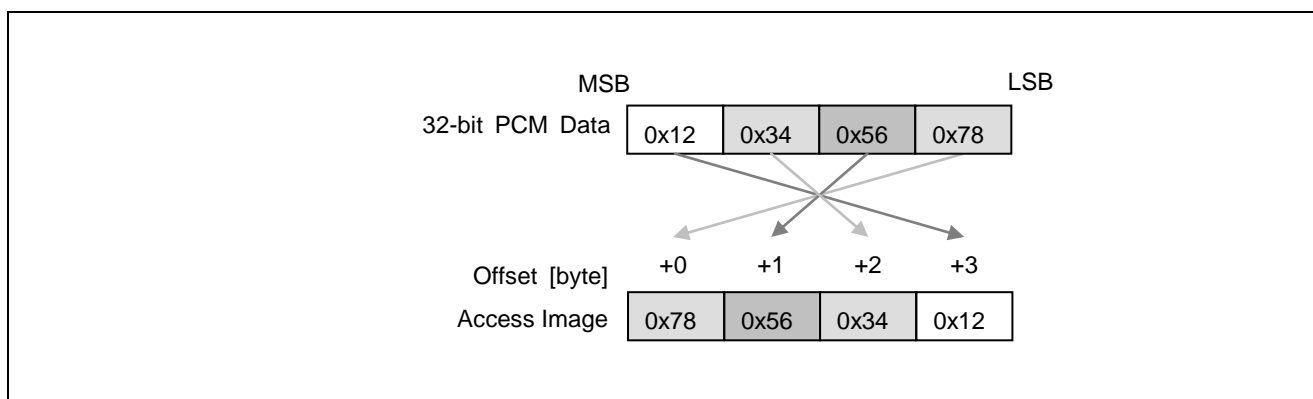 MSB LSB
32-bit PCM Data 0x12 0x34 0x56 0x78
Offset [byte] +0 +1 +2 +3
Access Image 0x78 0x56 0x34 0x12